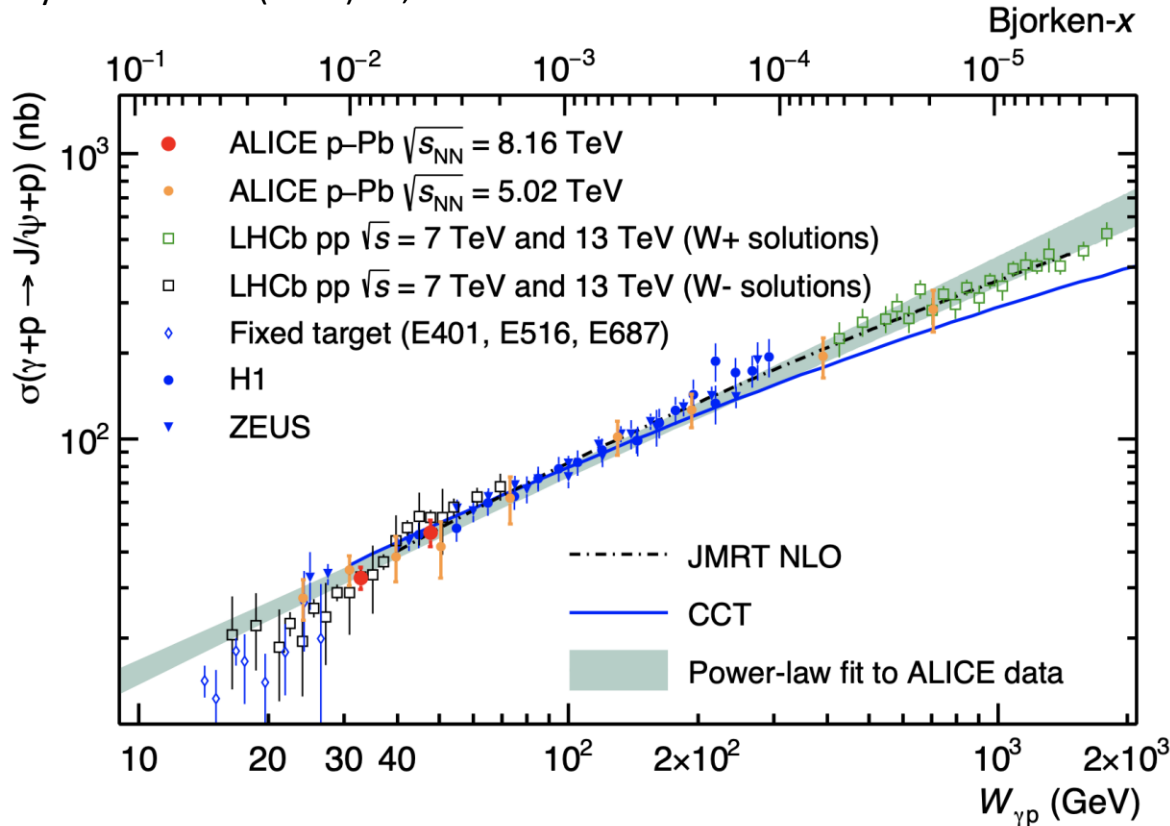 Bjorken-x
10⁻¹ 10⁻² 10⁻³ 10⁻⁴ 10⁻⁵
σ(γ+p → J/ψ+p) (nb)
10³
10²
ALICE p–Pb √sNN = 8.16 TeV
ALICE p–Pb √sNN = 5.02 TeV
LHCb pp √s = 7 TeV and 13 TeV (W+ solutions)
LHCb pp √s = 7 TeV and 13 TeV (W- solutions)
Fixed target (E401, E516, E687)
H1
ZEUS
JMRT NLO
CCT
Power-law fit to ALICE data
10 20 30 40 10² 2×10² 10³ 2×10³
Wγp (GeV)